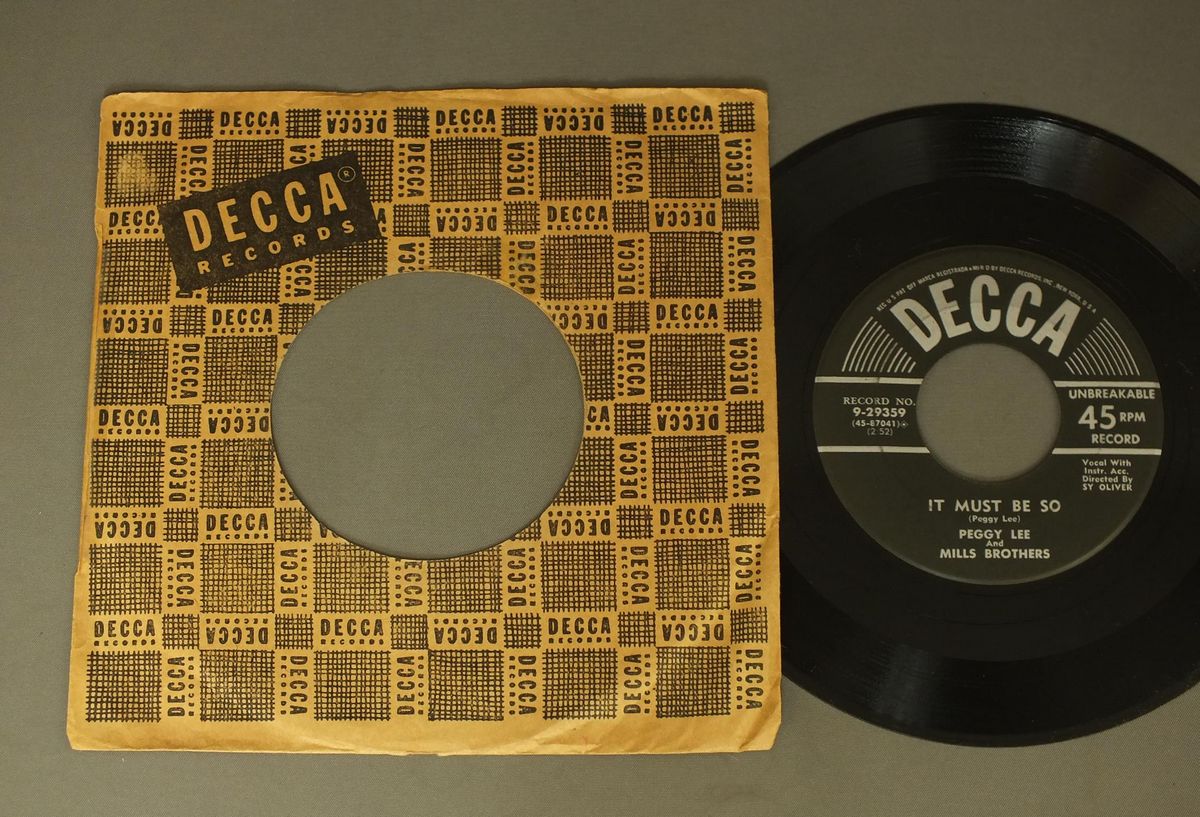 DECCA®
RECORDS
DECCA
RECORDS
REG U.S PAT OFF MARCA REGISTRADA MF'R'D BY DECCA RECORDS, INC., NEW YORK, U.S.A
DECCA
RECORD NO.
9-29359
(45-87041)
(2:52)
UNBREAKABLE
45 RPM
RECORD
Vocal With
Instr. Acc.
Directed By
SY OLIVER
IT MUST BE SO
(Peggy Lee)
PEGGY LEE
And
MILLS BROTHERS